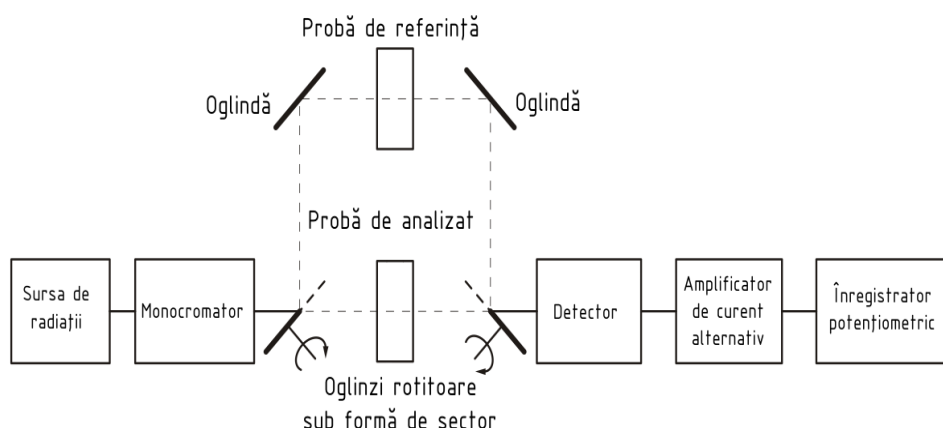 Probă de referință
Oglindă
Oglindă
Probă de analizat
Sursa de
radiații
Monocromator
Detector
Amplificator
de curent
alternativ
Înregistrator
potențiometric
Oglinzi rotitoare
sub formă de sector